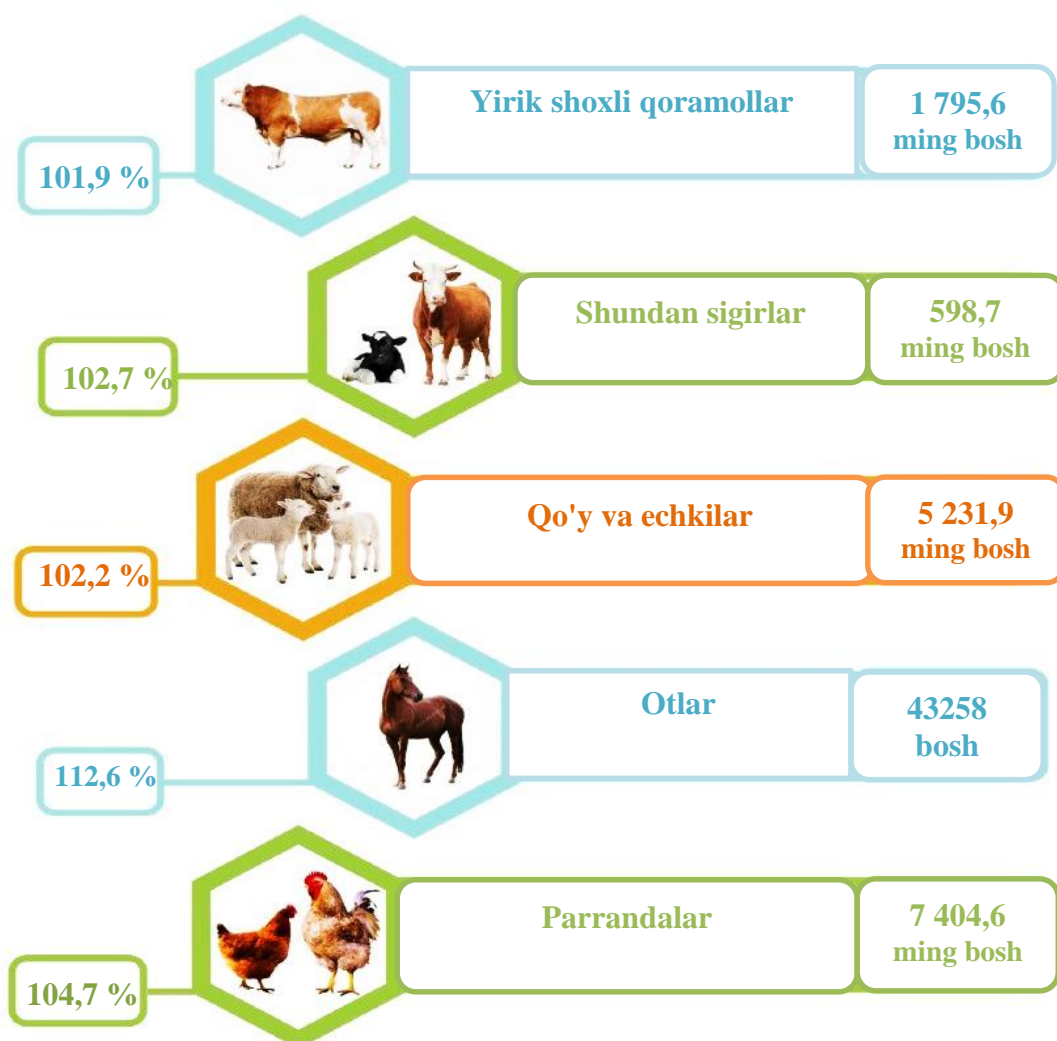 Yirik shoxli qoramollar
1 795,6
ming bosh
101,9 %
Shundan sigirlar
598,7
ming bosh
102,7 %
Qo'y va echkilar
5 231,9
ming bosh
102,2 %
Otlar
43258
bosh
112,6 %
Parrandalar
7 404,6
ming bosh
104,7 %